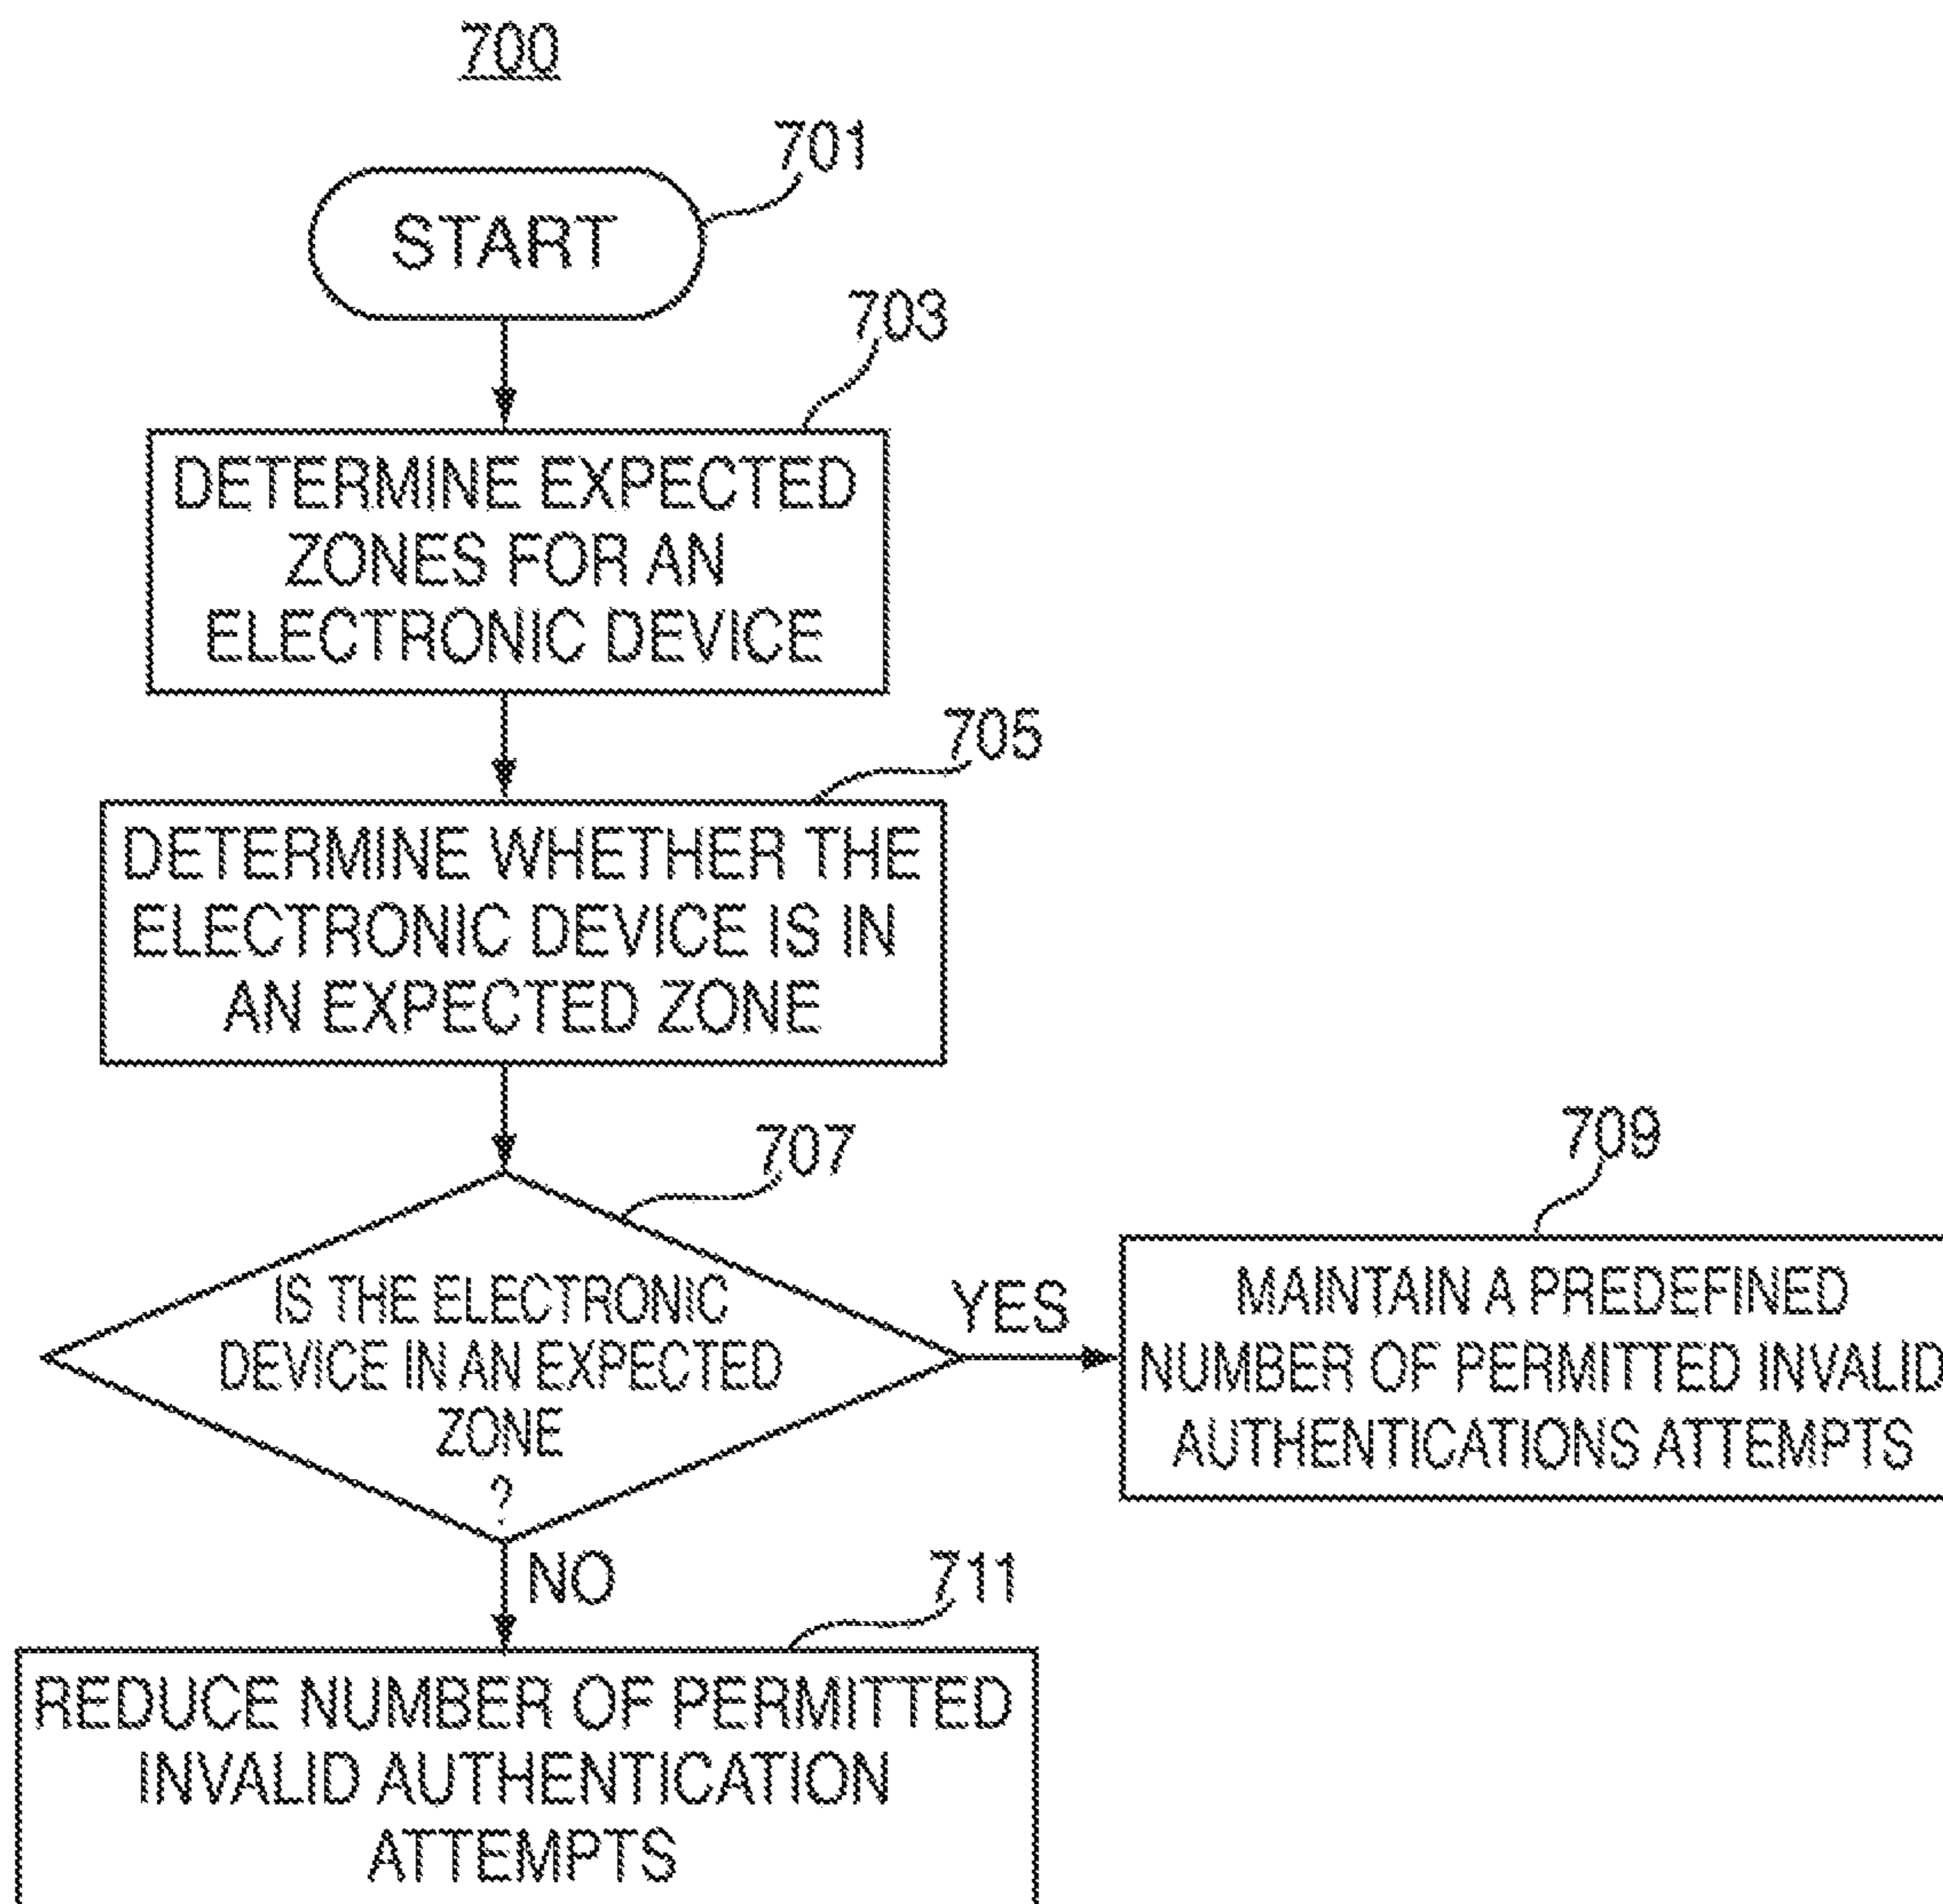 700
701
START
703
DETERMINE EXPECTED
ZONES FOR AN
ELECTRONIC DEVICE
705
DETERMINE WHETHER THE
ELECTRONIC DEVICE IS IN
AN EXPECTED ZONE
707
IS THE ELECTRONIC
DEVICE IN AN EXPECTED
ZONE
?
YES
709
MAINTAIN A PREDEFINED
NUMBER OF PERMITTED INVALID
AUTHENTICATIONS ATTEMPTS
NO
711
REDUCE NUMBER OF PERMITTED
INVALID AUTHENTICATION
ATTEMPTS